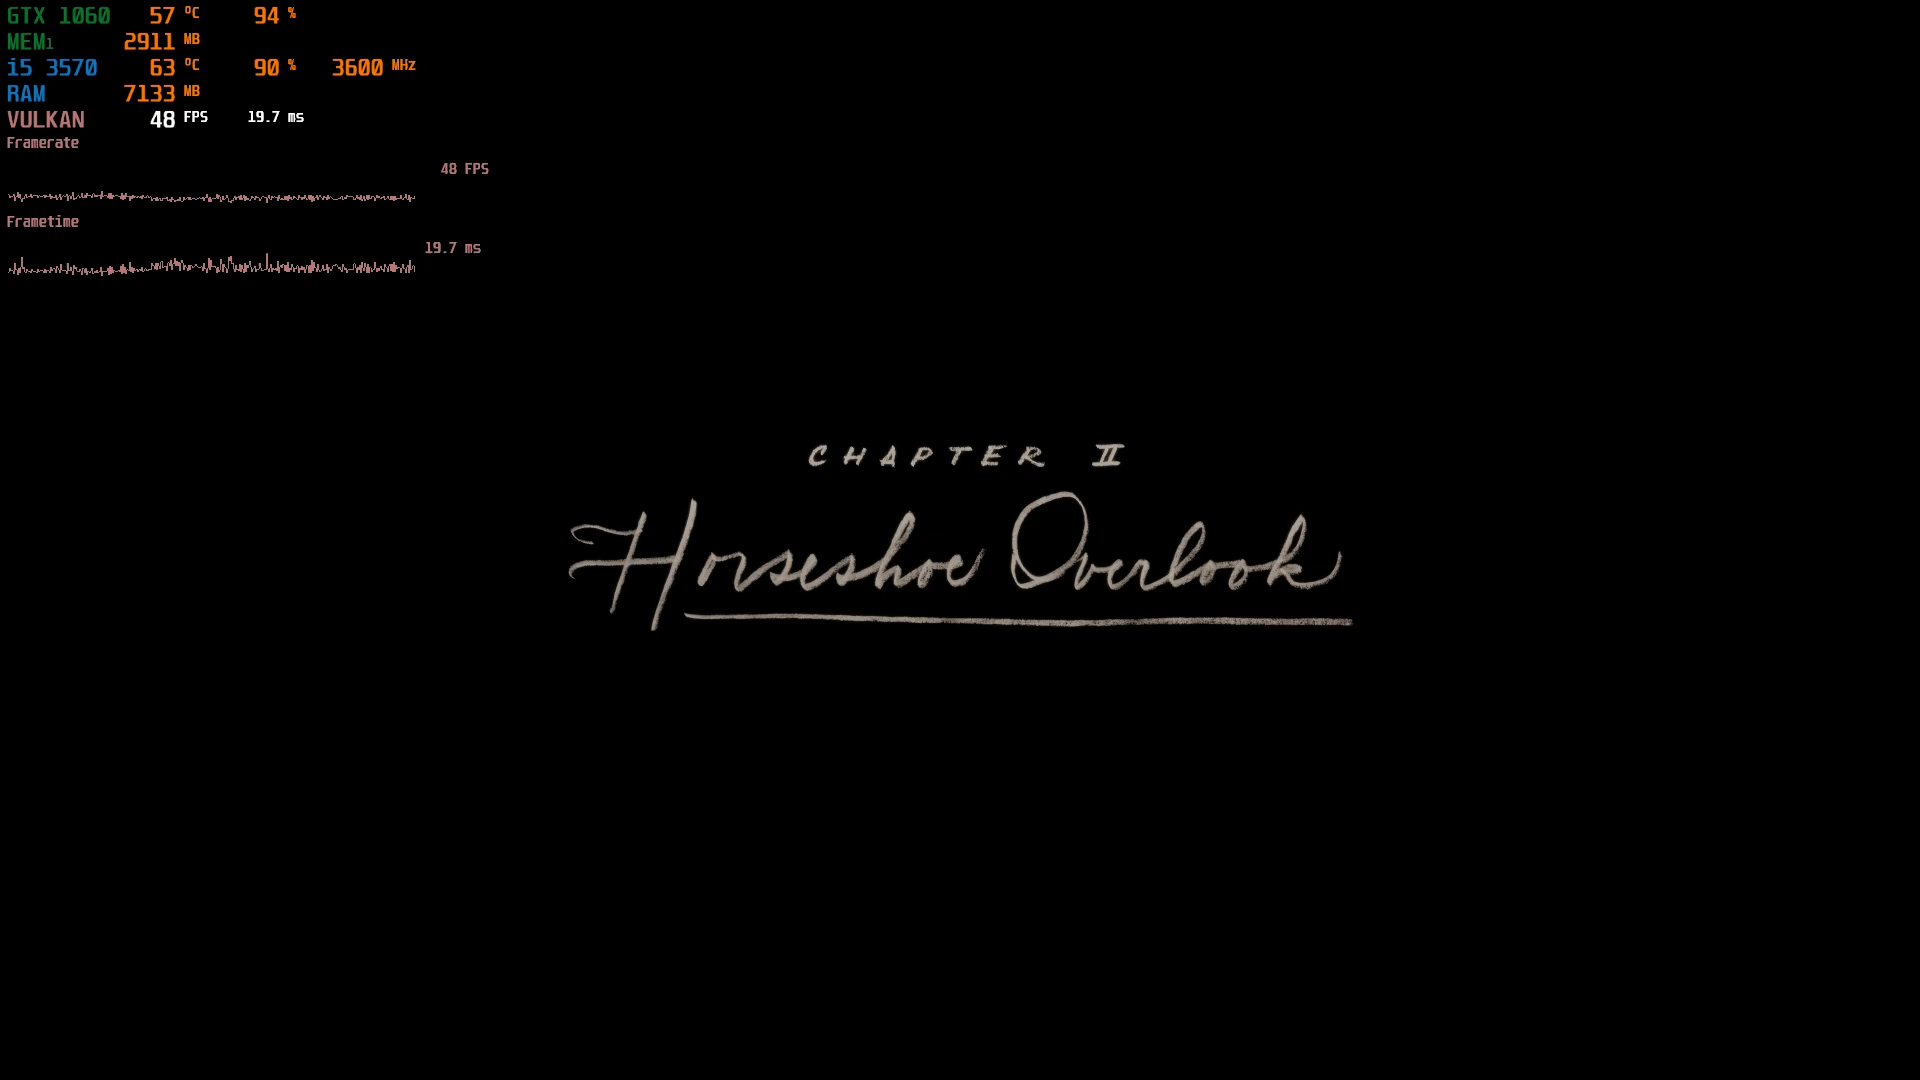 GTX 1060 57 °C 94 %
MEM1 2911 MB
i5 3570 63 °C 90 % 3600 MHz
RAM 7133 MB
VULKAN 48 FPS 19.7 ms
Framerate
48 FPS
Frametime
19.7 ms
CHAPTER II
Horseshoe Overlook